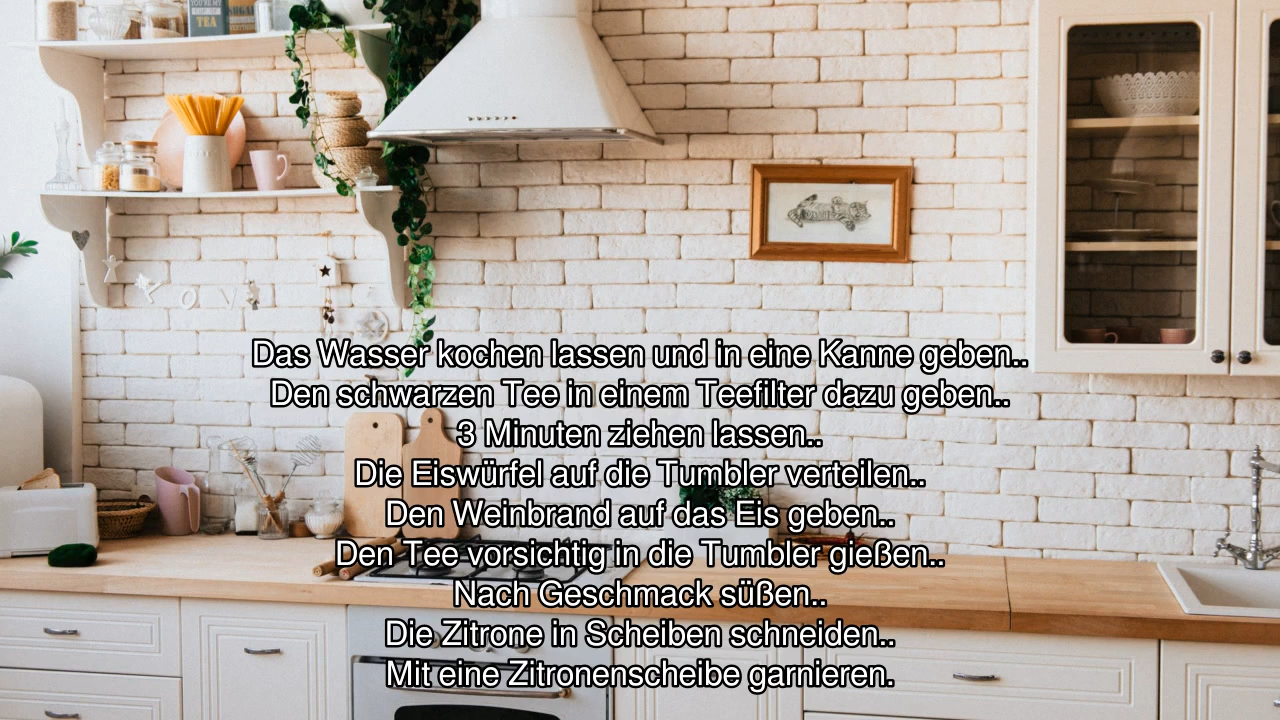 TEA
SUGAR
Das Wasser kochen lassen und in eine Kanne geben..
Den schwarzen Tee in einem Teefilter dazu geben..
3 Minuten ziehen lassen..
Die Eiswürfel auf die Tumbler verteilen..
Den Weinbrand auf das Eis geben..
Den Tee vorsichtig in die Tumbler gießen..
Nach Geschmack süßen..
Die Zitrone in Scheiben schneiden..
Mit eine Zitronenscheibe garnieren.